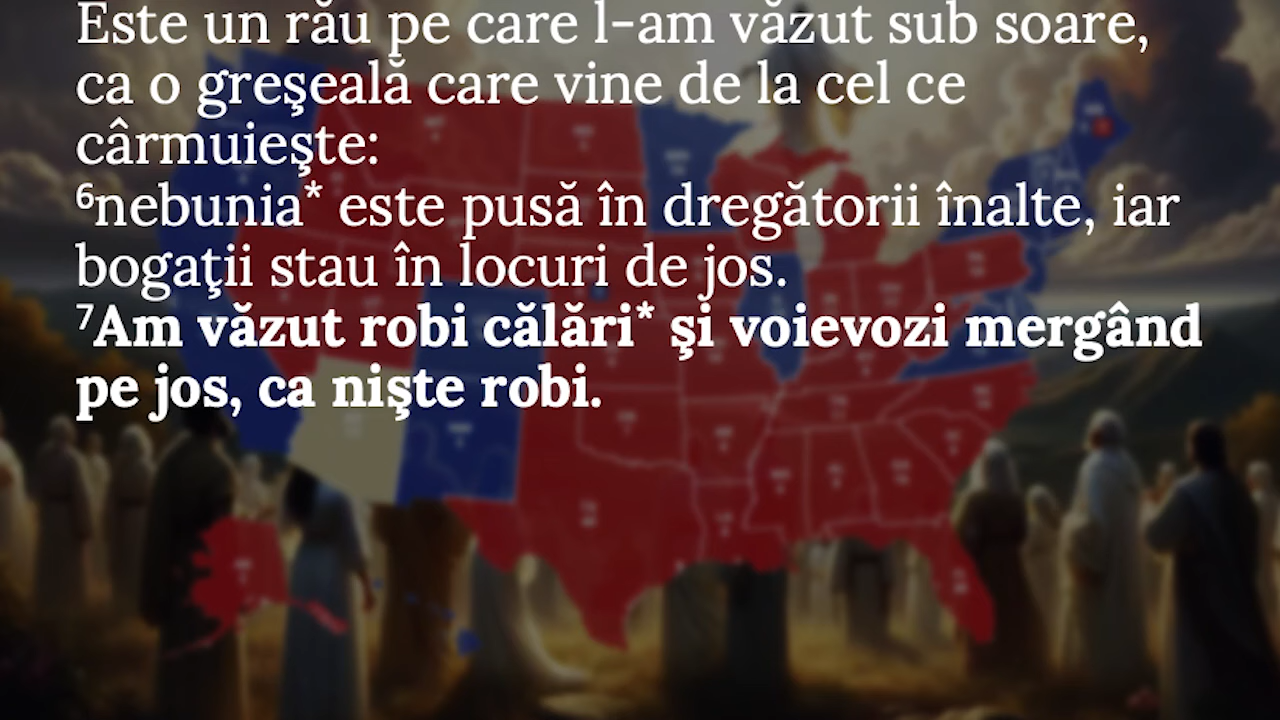 Este un rău pe care l-am văzut sub soare,
ca o greşeală care vine de la cel ce
cârmuieşte:
⁶nebunia* este pusă în dregătorii înalte, iar
bogaţii stau în locuri de jos.
⁷Am văzut robi călări* şi voievozi mergând
pe jos, ca nişte robi.